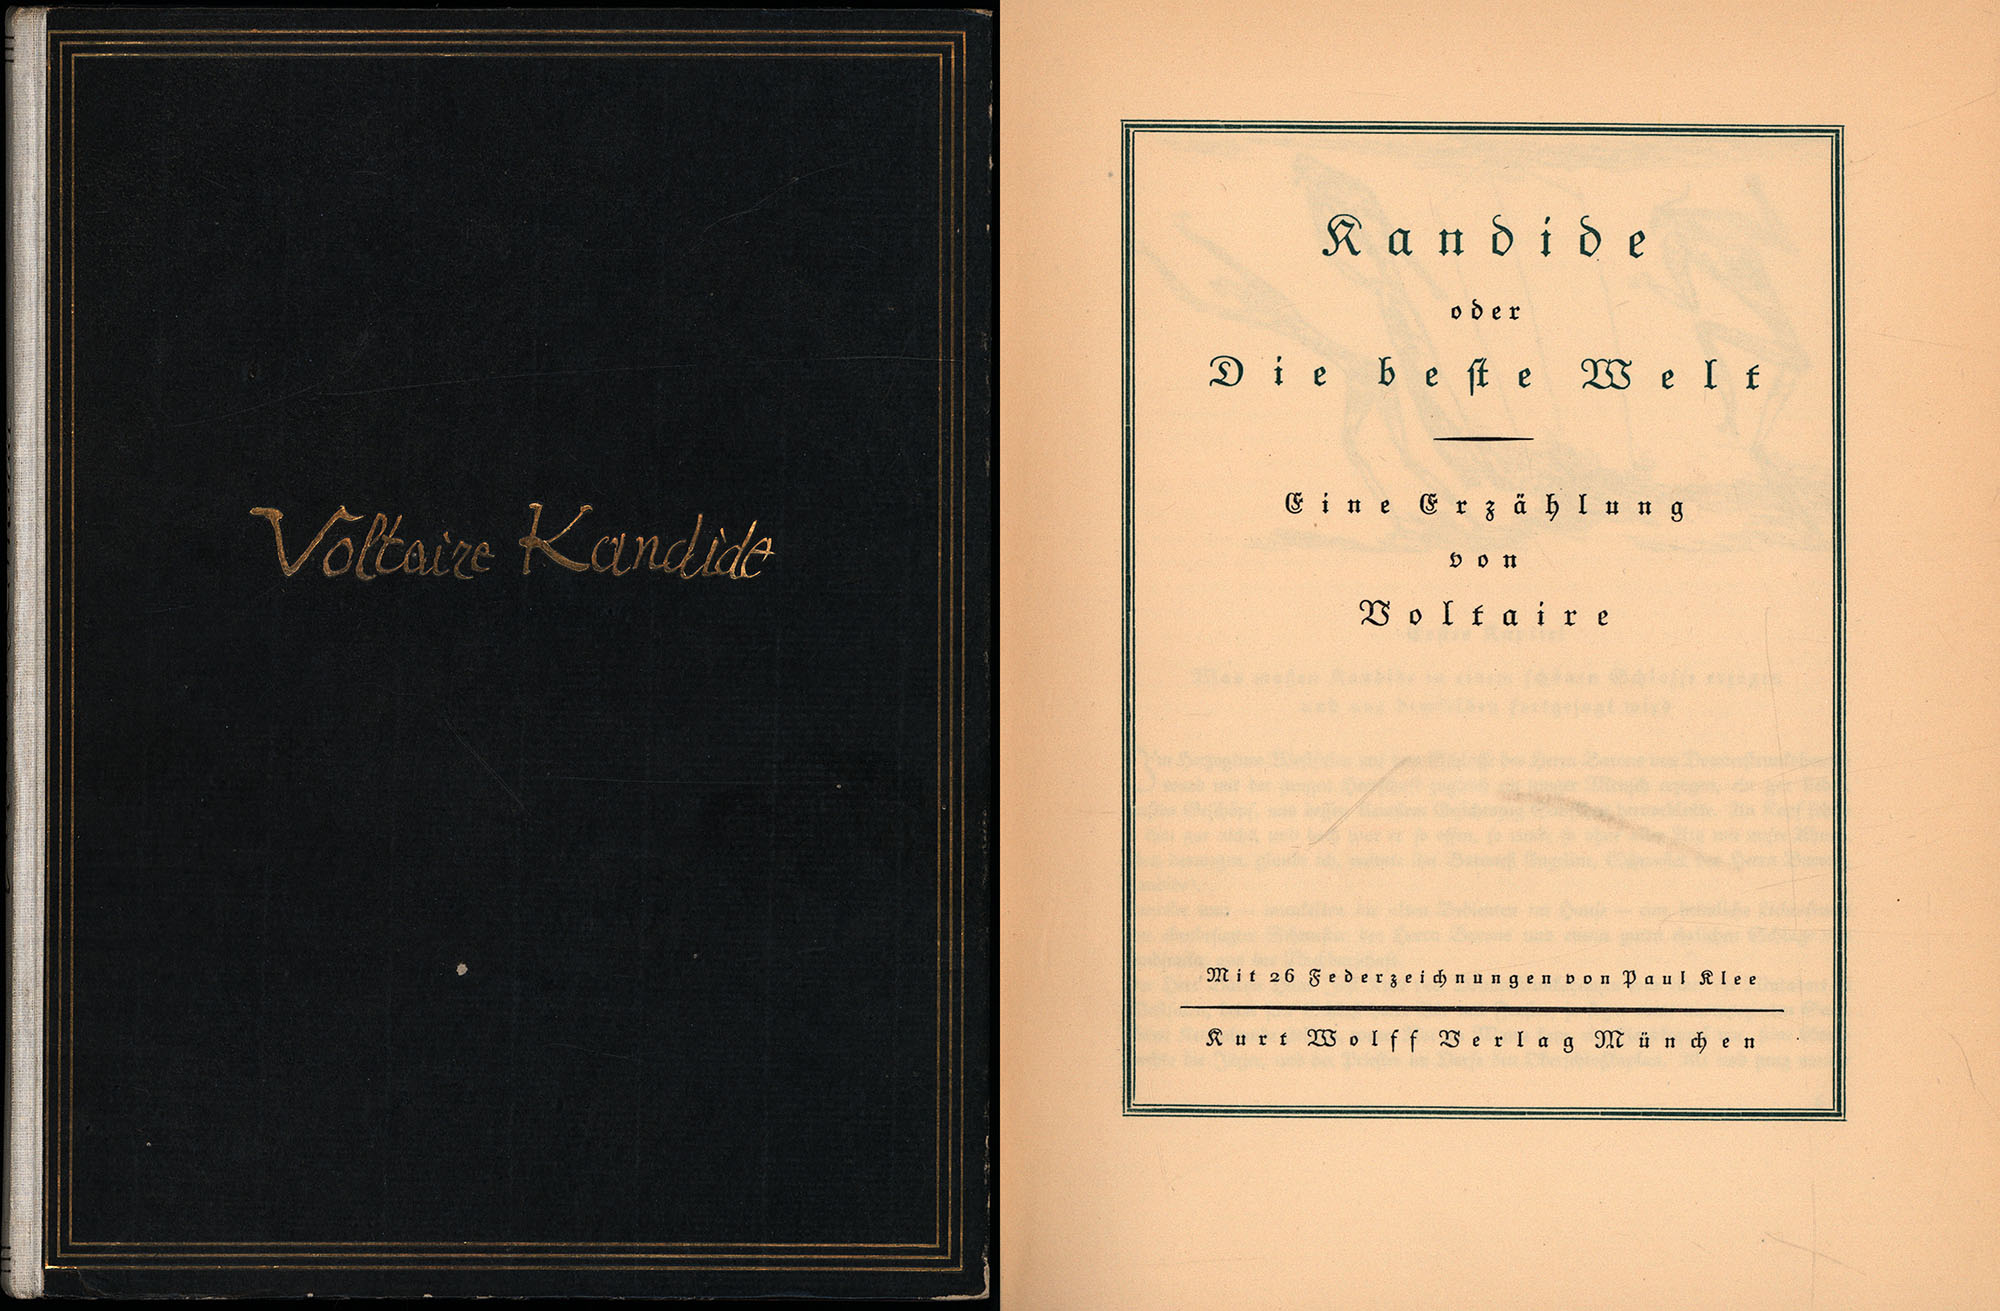 Voltaire Kandide
Kandide
oder
Die beste Welt
Eine Erzählung
von
Voltaire
Mit 26 Federzeichnungen von Paul Klee
Kurt Wolff Verlag München